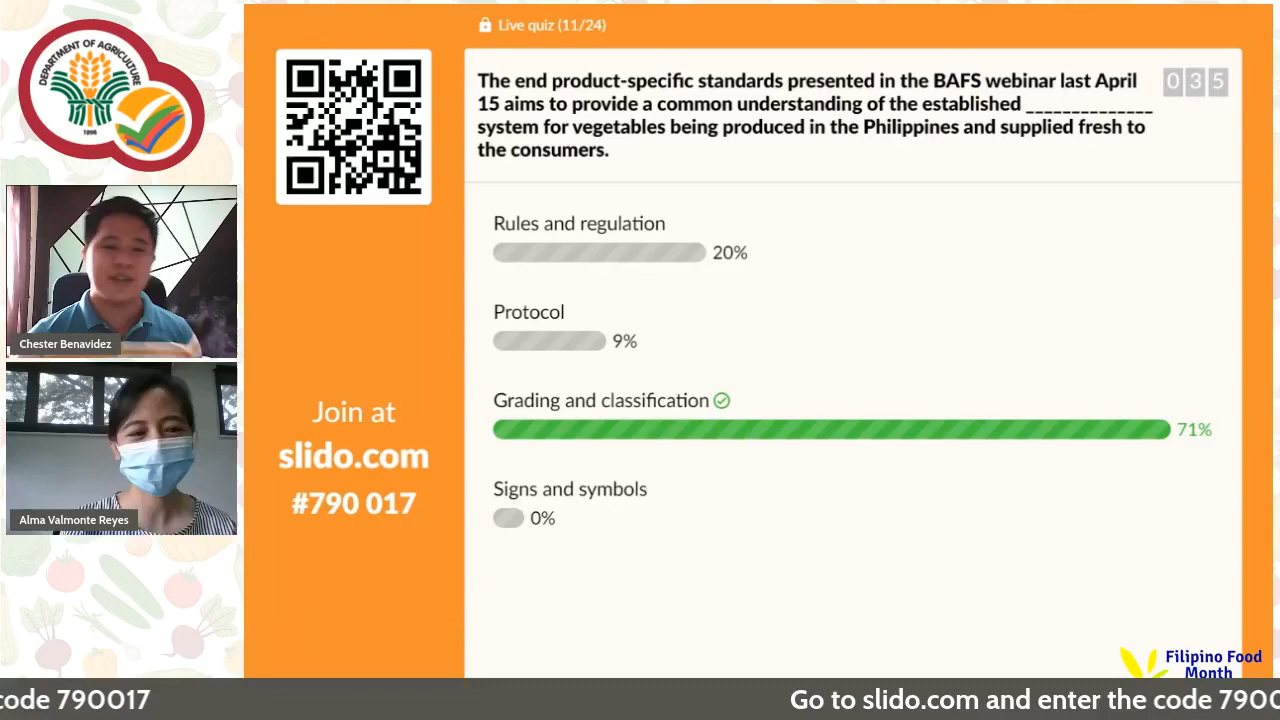 DEPARTMENT OF AGRICULTURE
1898
Chester Benavidez
Alma Valmonte Reyes
Live quiz (11/24)
Join at
slido.com
#790 017
The end product-specific standards presented in the BAFS webinar last April
15 aims to provide a common understanding of the established ______________
system for vegetables being produced in the Philippines and supplied fresh to
the consumers.
035
Rules and regulation
20%
Protocol
9%
Grading and classification
71%
Signs and symbols
0%
Filipino Food
Month
code 790017
Go to slido.com and enter the code 7900